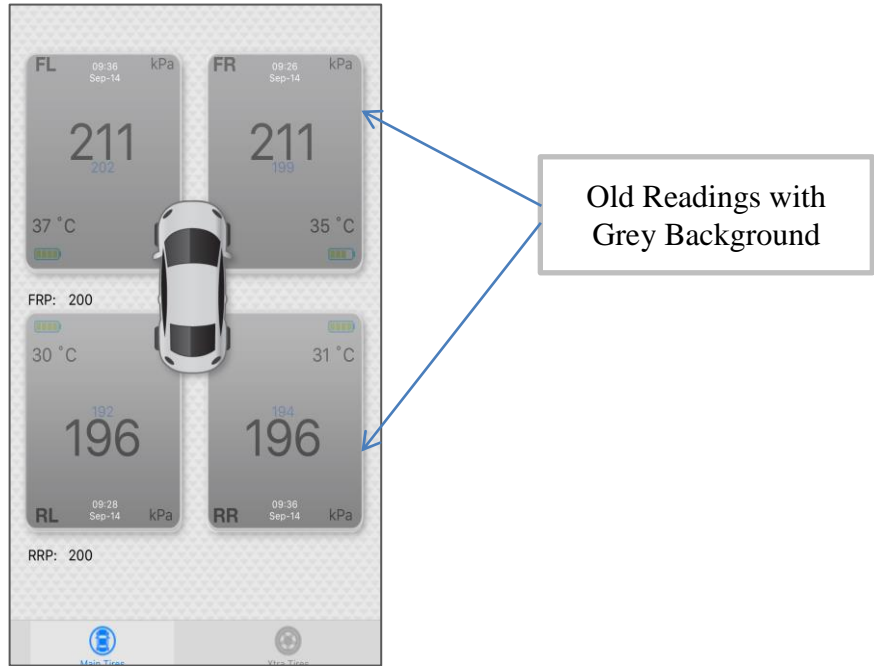 FL 09:36 kPa
Sep-14
211
202
37 °C
FR 09:26 kPa
Sep-14
211
199
35 °C
Old Readings with
Grey Background
FRP: 200
30 °C
192
196
09:28
RL Sep-14 kPa
31 °C
194
196
09:36
RR Sep-14 kPa
RRP: 200
Main Tires
Xtra Tires